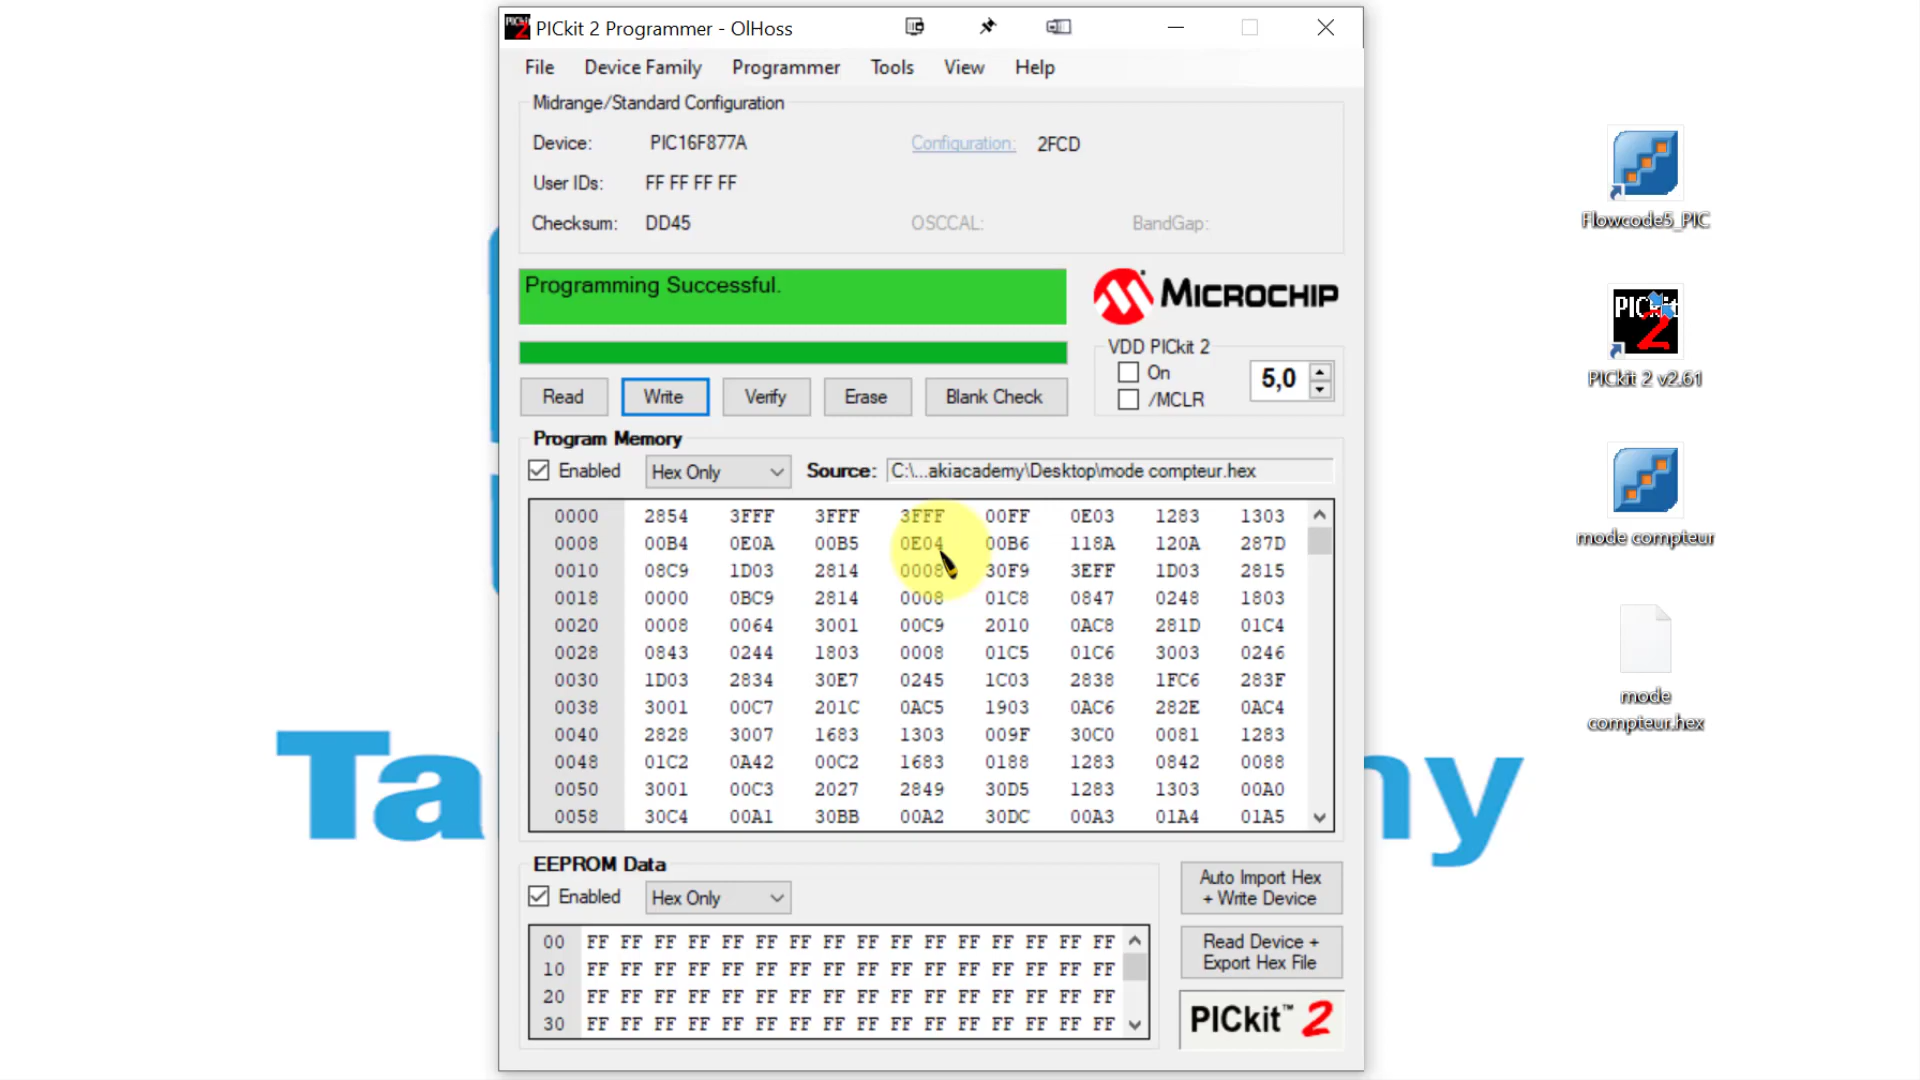 PICkit 2 Programmer - OlHoss
File Device Family Programmer Tools View Help
Midrange/Standard Configuration
Device: PIC16F877A Configuration: 2FCD
User IDs: FF FF FF FF
Checksum: DD45 OSCCAL: BandGap:
Programming Successful.
MICROCHIP
VDD PICkit 2
On
/MCLR
5,0
Read Write Verify Erase Blank Check
Program Memory
Enabled Hex Only Source: C:\...akiacademy\Desktop\mode compteur.hex
0000 2854 3FFF 3FFF 3FFF 00FF 0E03 1283 1303
0008 00B4 0E0A 00B5 0E04 00B6 118A 120A 287D
0010 08C9 1D03 2814 0008 30F9 3EFF 1D03 2815
0018 0000 0BC9 2814 0008 01C8 0847 0248 1803
0020 0008 0064 3001 00C9 2010 0AC8 281D 01C4
0028 0843 0244 1803 0008 01C5 01C6 3003 0246
0030 1D03 2834 30E7 0245 1C03 2838 1FC6 283F
0038 3001 00C7 201C 0AC5 1903 0AC6 282E 0AC4
0040 2828 3007 1683 1303 009F 30C0 0081 1283
0048 01C2 0A42 00C2 1683 0188 1283 0842 0088
0050 3001 00C3 2027 2849 30D5 1283 1303 00A0
0058 30C4 00A1 30BB 00A2 30DC 00A3 01A4 01A5
EEPROM Data
Enabled Hex Only
00 FF FF FF FF FF FF FF FF FF FF FF FF FF FF FF FF
10 FF FF FF FF FF FF FF FF FF FF FF FF FF FF FF FF
20 FF FF FF FF FF FF FF FF FF FF FF FF FF FF FF FF
30 FF FF FF FF FF FF FF FF FF FF FF FF FF FF FF FF
Auto Import Hex
+ Write Device
Read Device +
Export Hex File
PICkit™ 2
Flowcode5_PIC
PICkit 2 v2.61
mode compteur
mode
compteur.hex